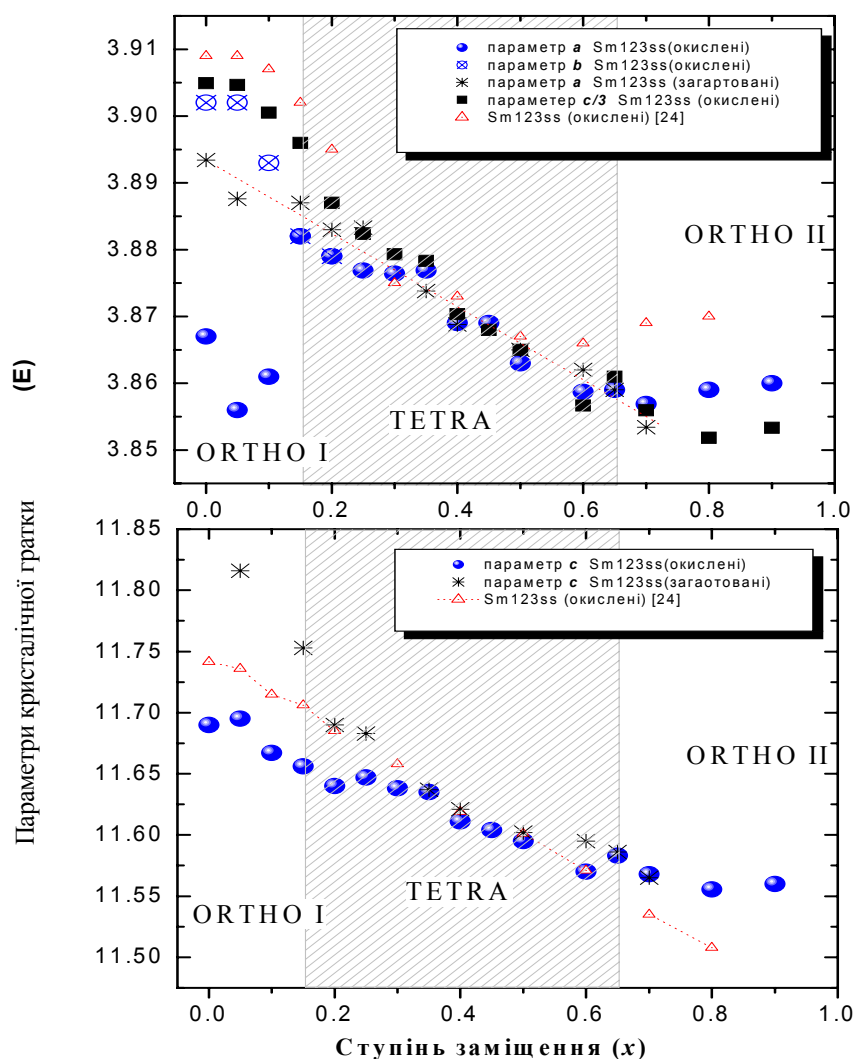 3.91
3.90
3.89
3.88
3.87
3.86
3.85
параметр a Sm123ss(окислені)
параметр b Sm123ss(окислені)
параметр a Sm123ss (загартовані)
параметер c/3 Sm123ss (окислені)
Sm123ss (окислені) [24]
ORTHO II
TETRA
ORTHO I
0.0 0.2 0.4 0.6 0.8 1.0
(Е)
Параметри кристалічної гратки
11.85
11.80
11.75
11.70
11.65
11.60
11.55
11.50
параметр c Sm123ss(окислені)
параметр c Sm123ss(загаотовані)
Sm123ss (окислені) [24]
ORTHO II
TETRA
ORTHO I
0.0 0.2 0.4 0.6 0.8 1.0
Ступінь заміщення (x)